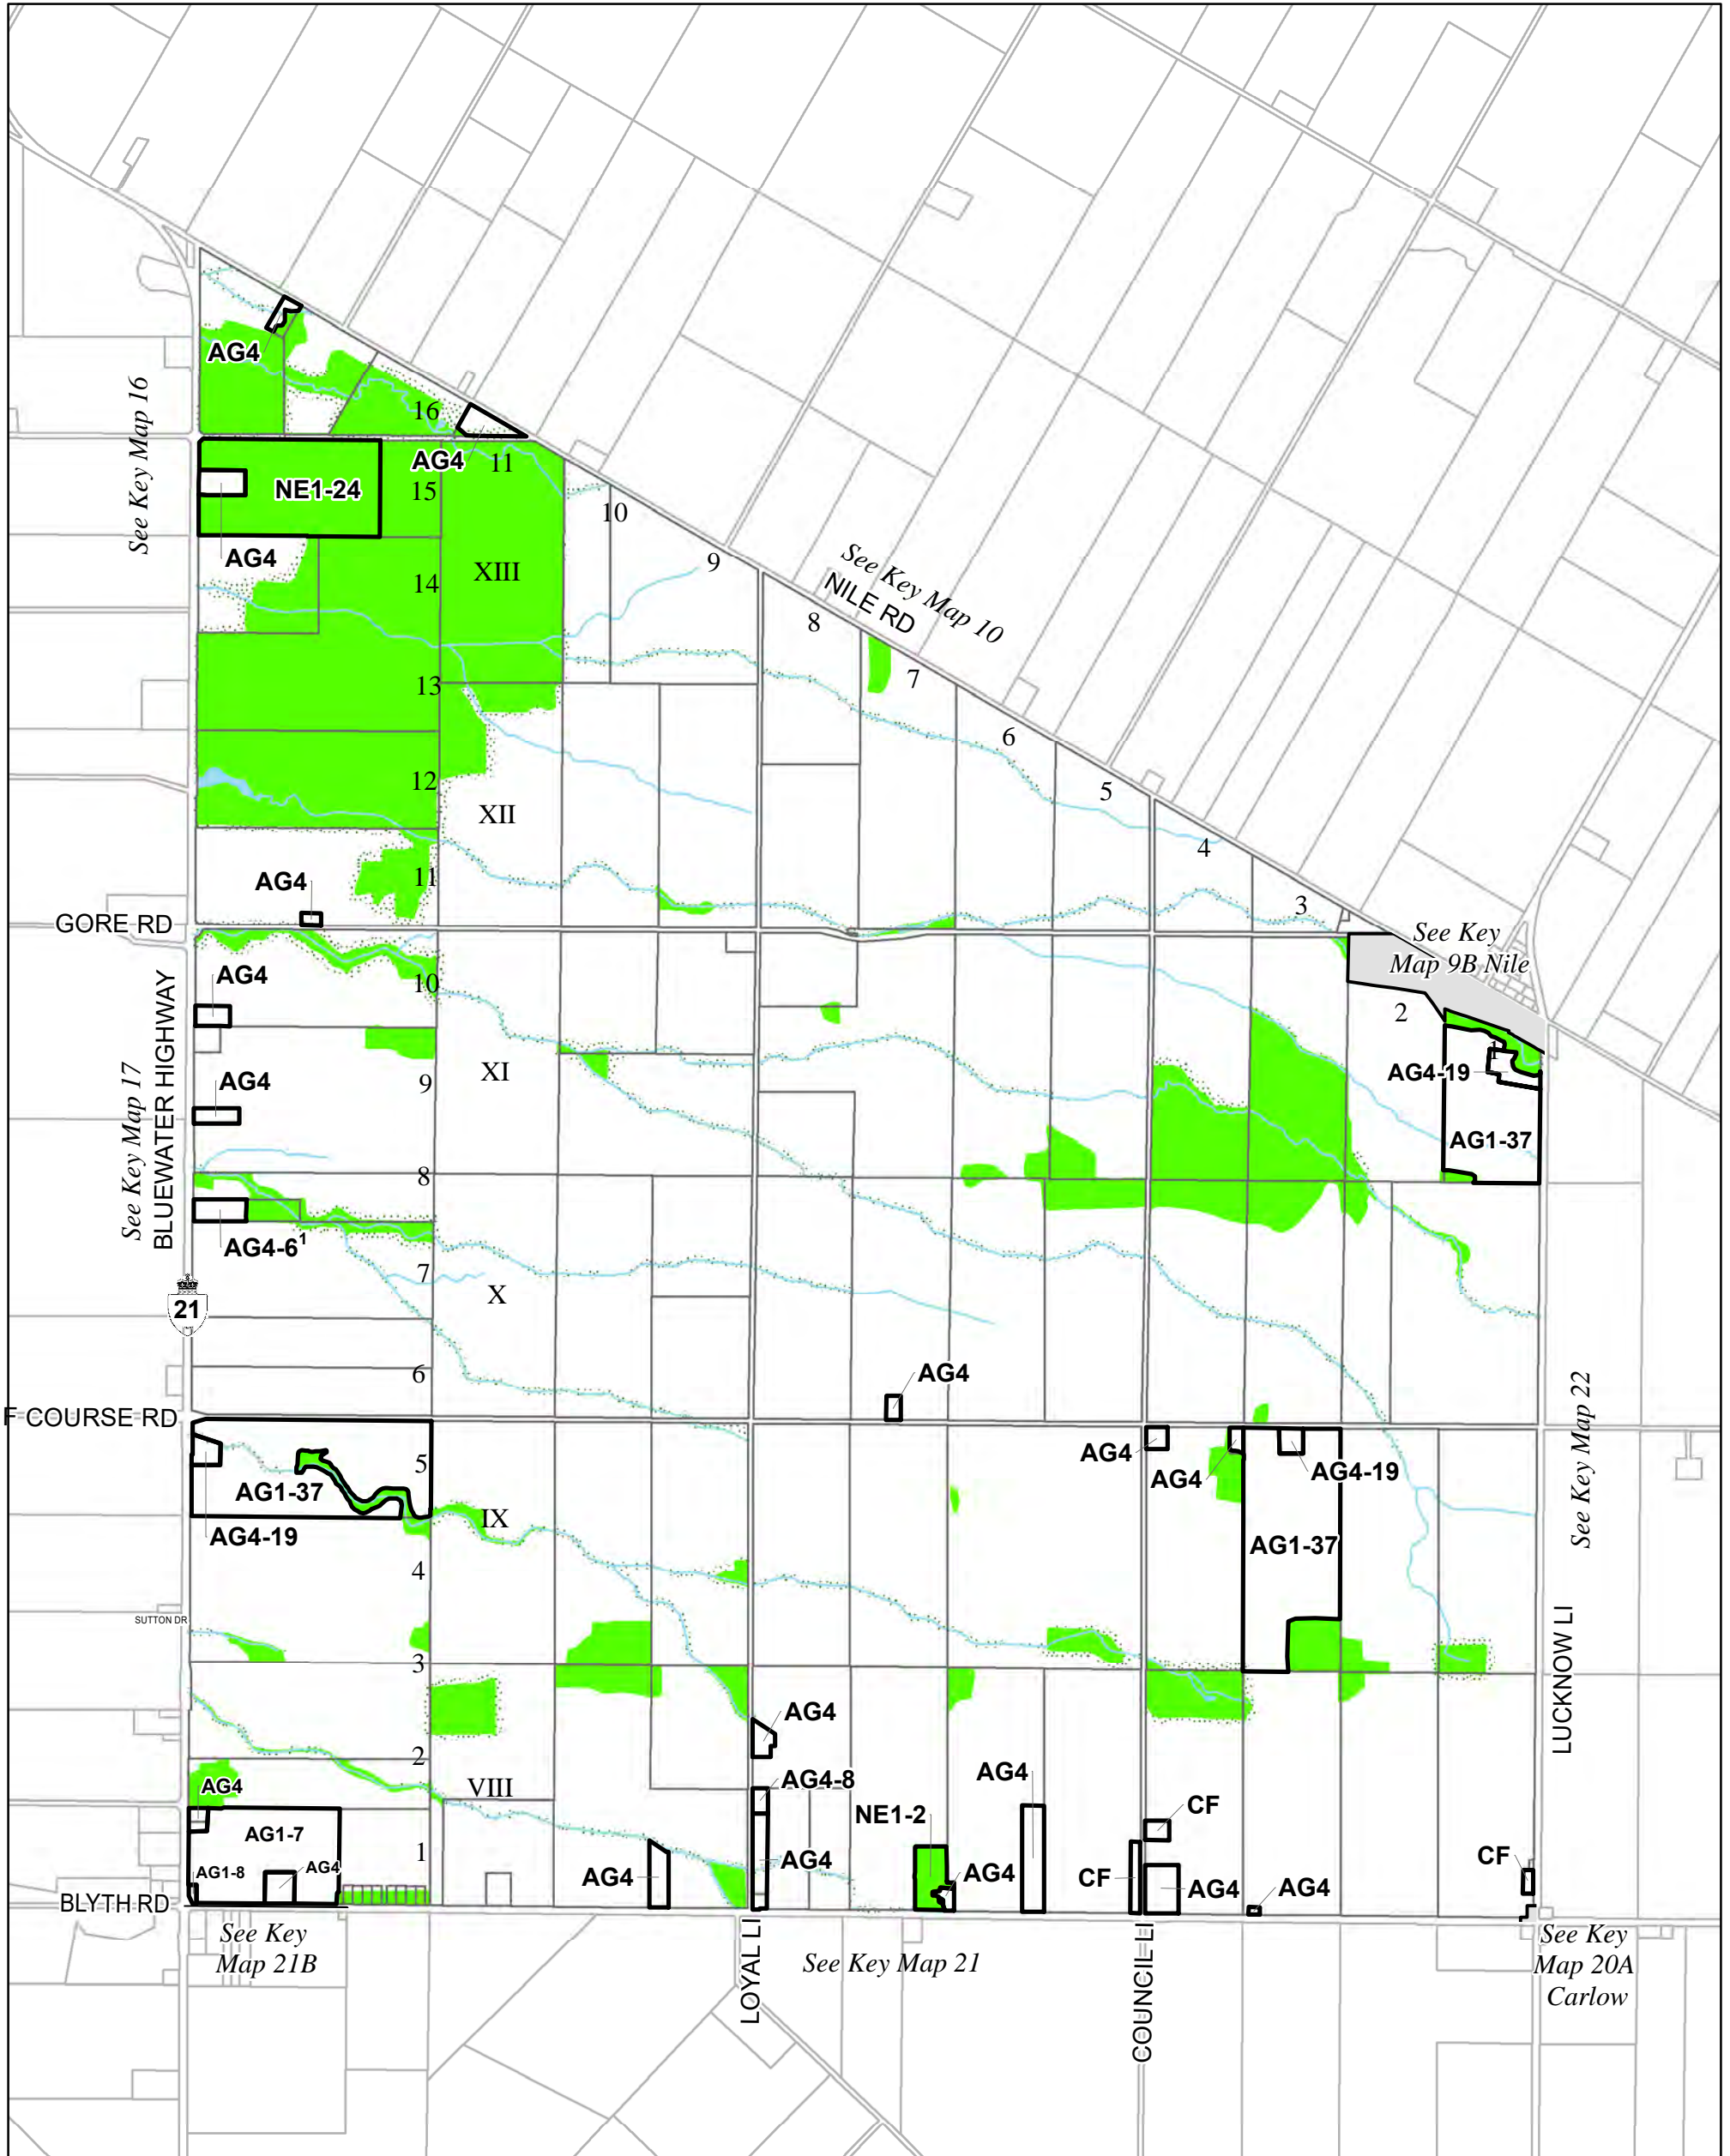 AG4
See Key Map 16
16
AG4
11
15
NE1-24
10
AG4
9
See Key Map 10
NILE RD
XIII
14
8
7
13
6
12
5
XII
4
11
AG4
3
GORE RD
See Key
Map 9B Nile
AG4
10
2
1
XI
AG4-19
AG4
9
See Key Map 17
BLUEWATER HIGHWAY
AG1-37
8
AG4-6¹
7
X
21
6
AG4
See Key Map 22
F COURSE RD
AG4
AG4
AG4-19
5
AG1-37
IX
AG4-19
AG1-37
4
SUTTON DR
3
LUCKNOW LI
AG4
2
AG4
VIII
AG4-8
AG4
CF
NE1-2
AG1-7
1
AG1-8
AG4
AG4
AG4
AG4
CF
AG4
AG4
CF
BLYTH RD
See Key
Map 21B
LOYAL LI
See Key Map 21
COUNCIL LI
See Key
Map 20A
Carlow